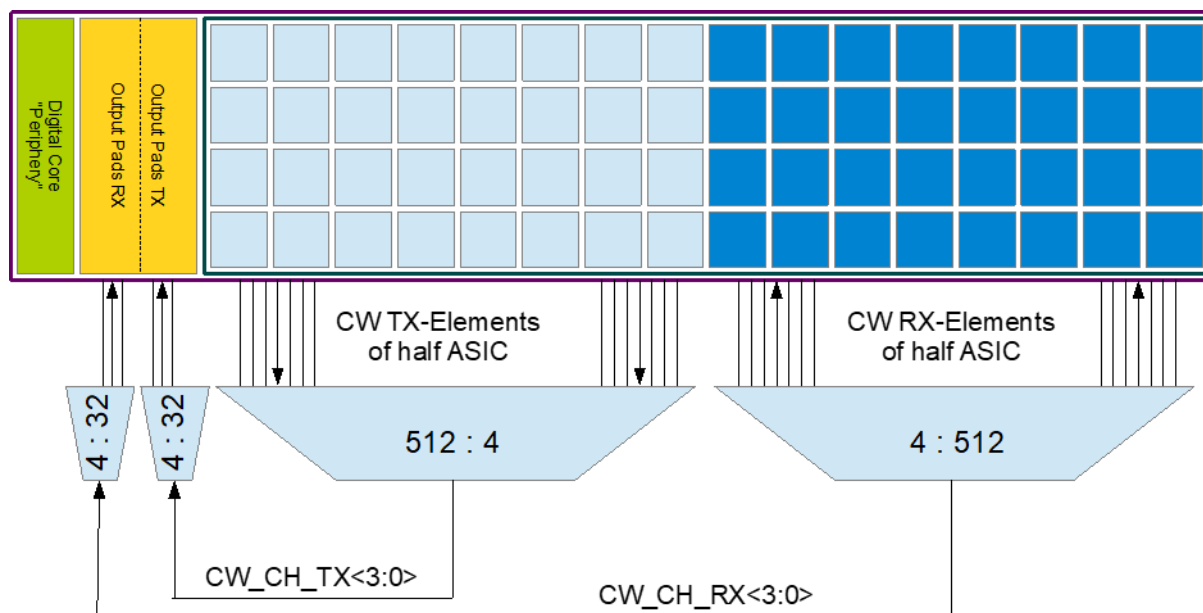 Digital Core
"Periphery"
Output Pads RX
Output Pads TX
CW TX-Elements
of half ASIC
CW RX-Elements
of half ASIC
4 : 32
4 : 32
512 : 4
4 : 512
CW_CH_TX<3:0>
CW_CH_RX<3:0>